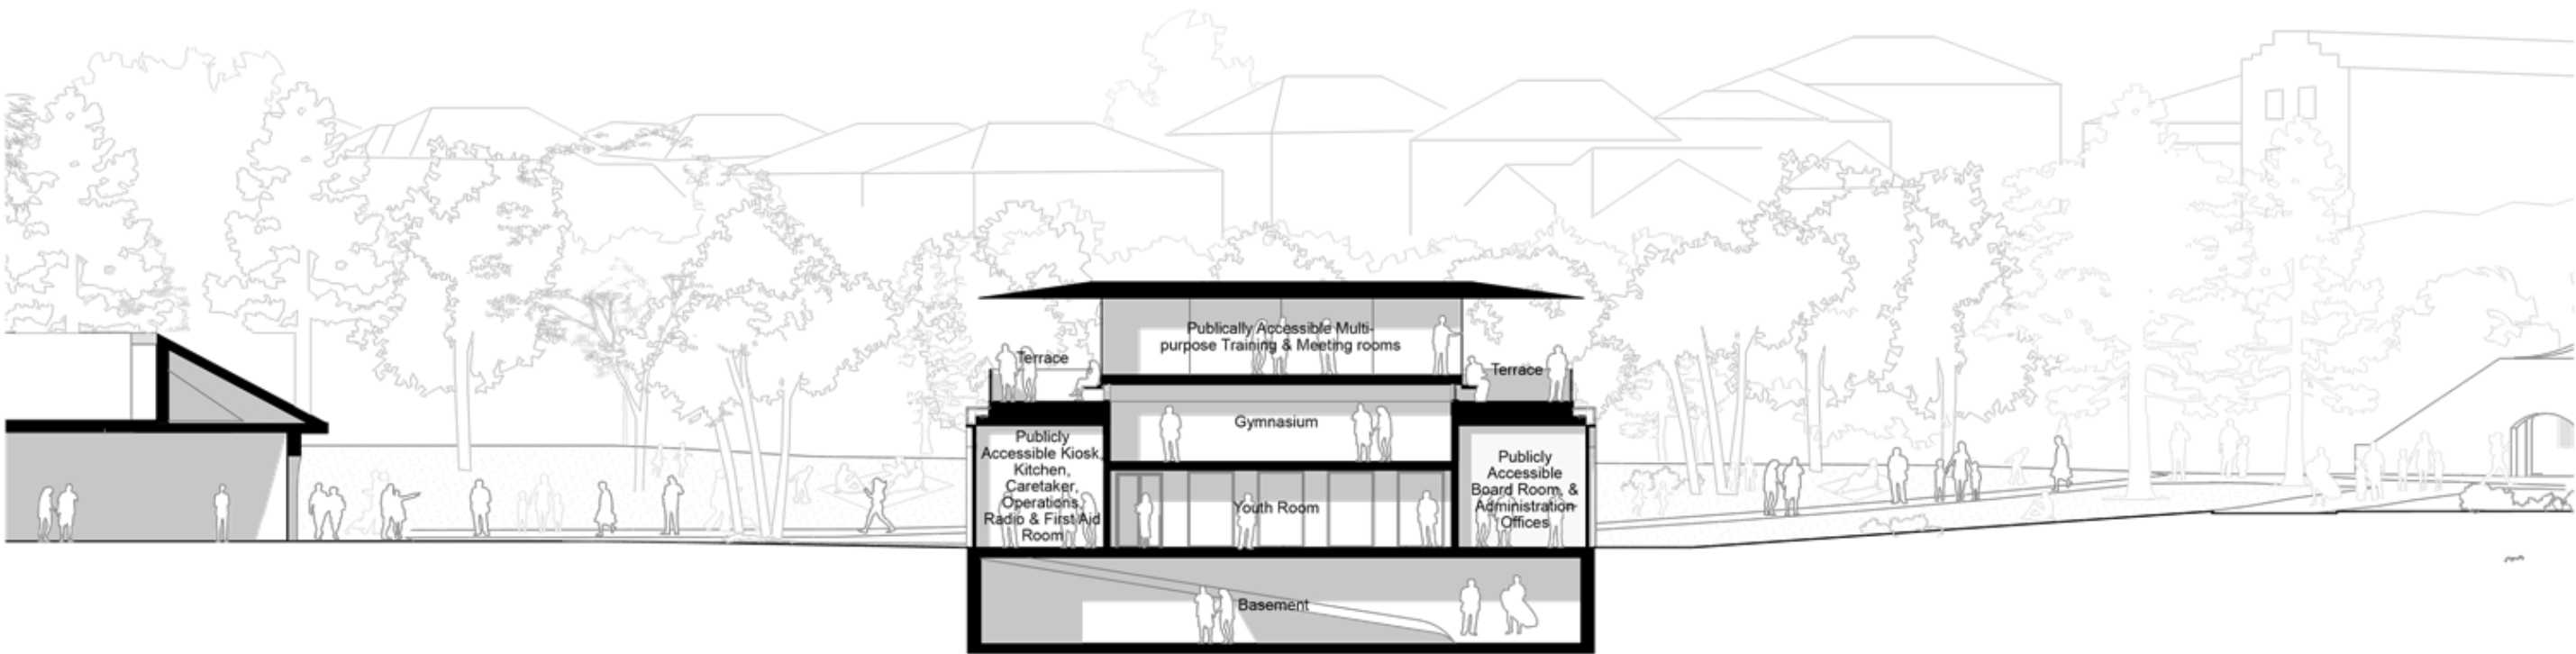 Publically Accessible Multi-
purpose Training & Meeting rooms
Terrace
Terrace
Gymnasium
Publicly
Accessible Kiosk,
Kitchen,
Caretaker,
Operations,
Radio & First Aid
Room
Youth Room
Publicly
Accessible
Board Room, &
Administration
Offices
Basement